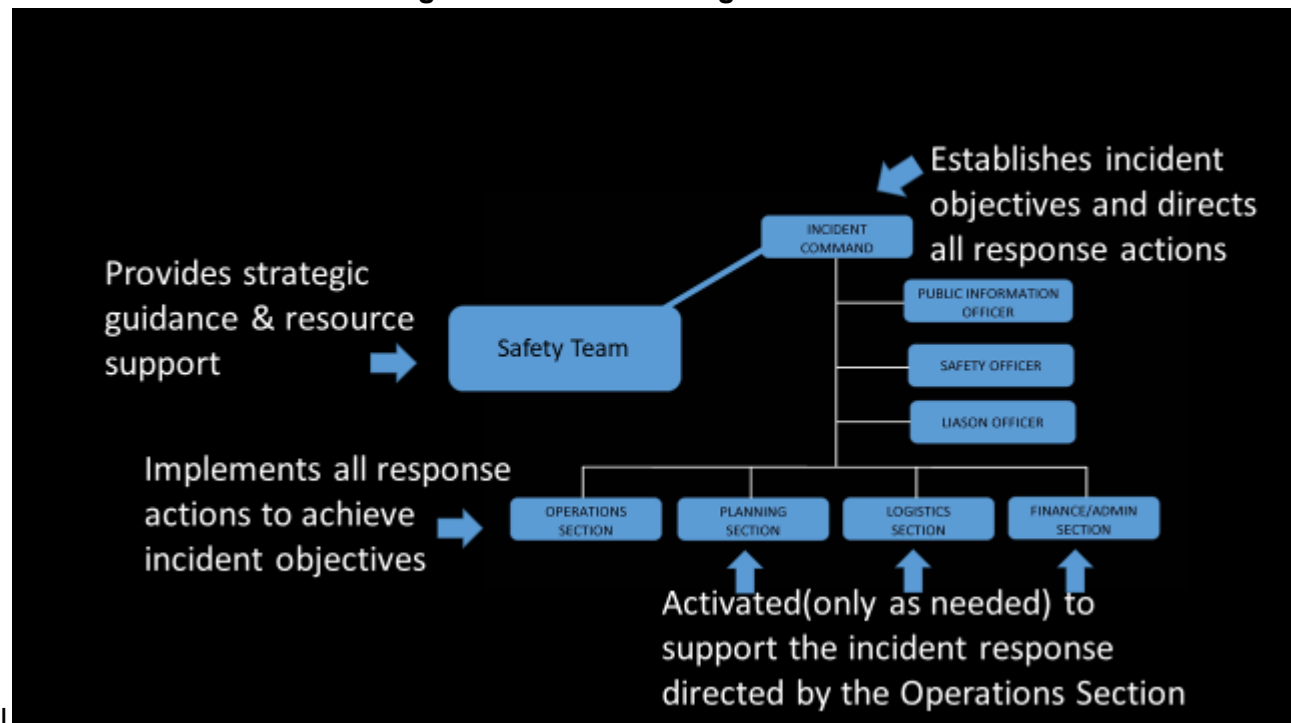 Establishes incident
objectives and directs
all response actions
INCIDENT
COMMAND
Provides strategic
guidance & resource
support
Safety Team
PUBLIC INFORMATION
OFFICER
SAFETY OFFICER
LIASON OFFICER
Implements all response
actions to achieve
incident objectives
OPERATIONS
SECTION
PLANNING
SECTION
LOGISTICS
SECTION
FINANCE/ADMIN
SECTION
Activated(only as needed) to
support the incident response
directed by the Operations Section